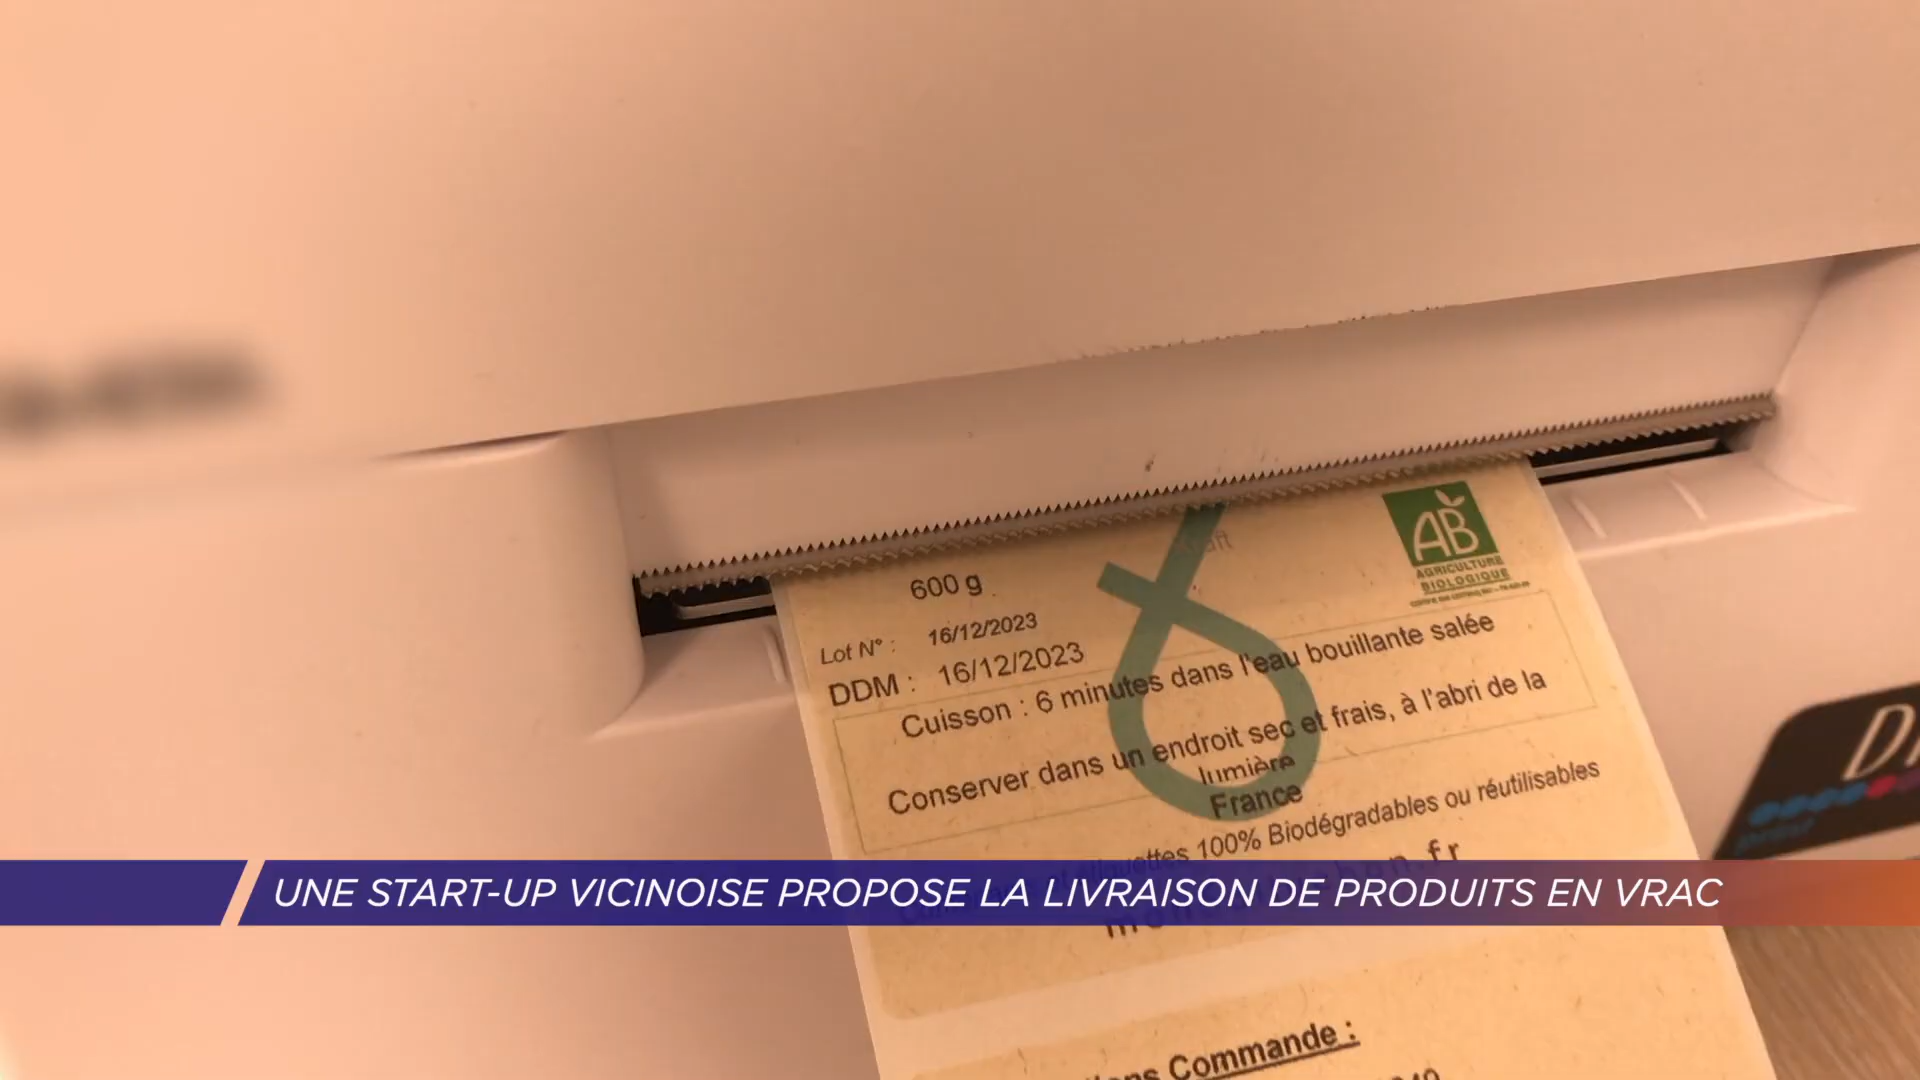 AB
AGRICULTURE
BIOLOGIQUE
600 g
Lot N° : 16/12/2023
DDM : 16/12/2023
Cuisson : 6 minutes dans l'eau bouillante salée
Conserver dans un endroit sec et frais, à l'abri de la
lumière
France
100% Biodégradables ou réutilisables
UNE START-UP VICINOISE PROPOSE LA LIVRAISON DE PRODUITS EN VRAC
Commande :